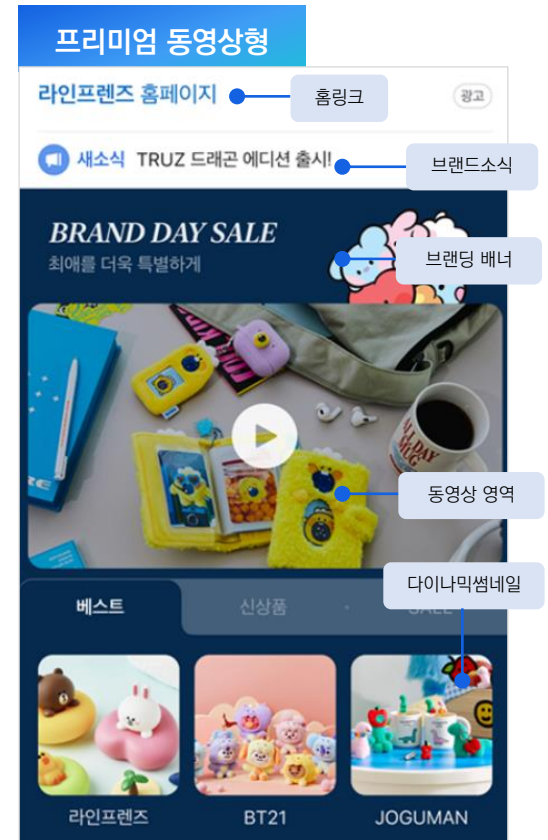 프리미엄 동영상형
라인프렌즈 홈페이지
홈링크
광고
새소식 TRUZ 드래곤 에디션 출시!
브랜드소식
BRAND DAY SALE
최애를 더욱 특별하게
브랜딩 배너
동영상 영역
다이나믹썸네일
베스트
신상품
라인프렌즈
BT21
JOGUMAN